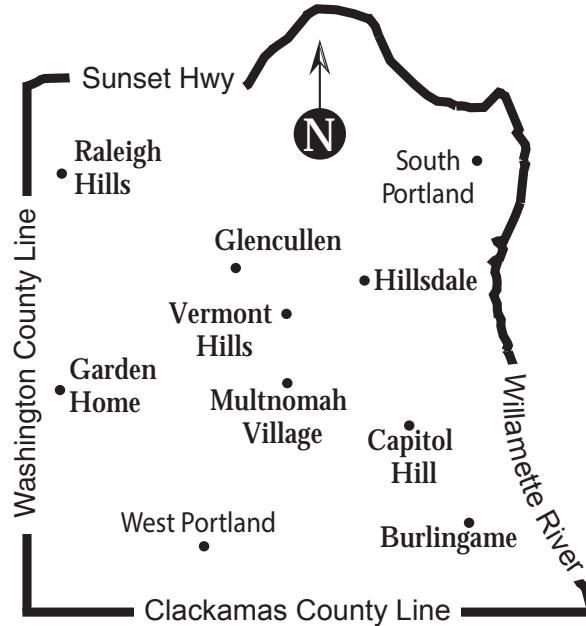 Sunset Hwy
N
Raleigh
Hills
South
Portland
Glencullen
Hillsdale
Vermont
Hills
Washington County Line
Garden
Home
Multnomah
Village
Capitol
Hill
Willamette River
West Portland
Burlingame
Clackamas County Line